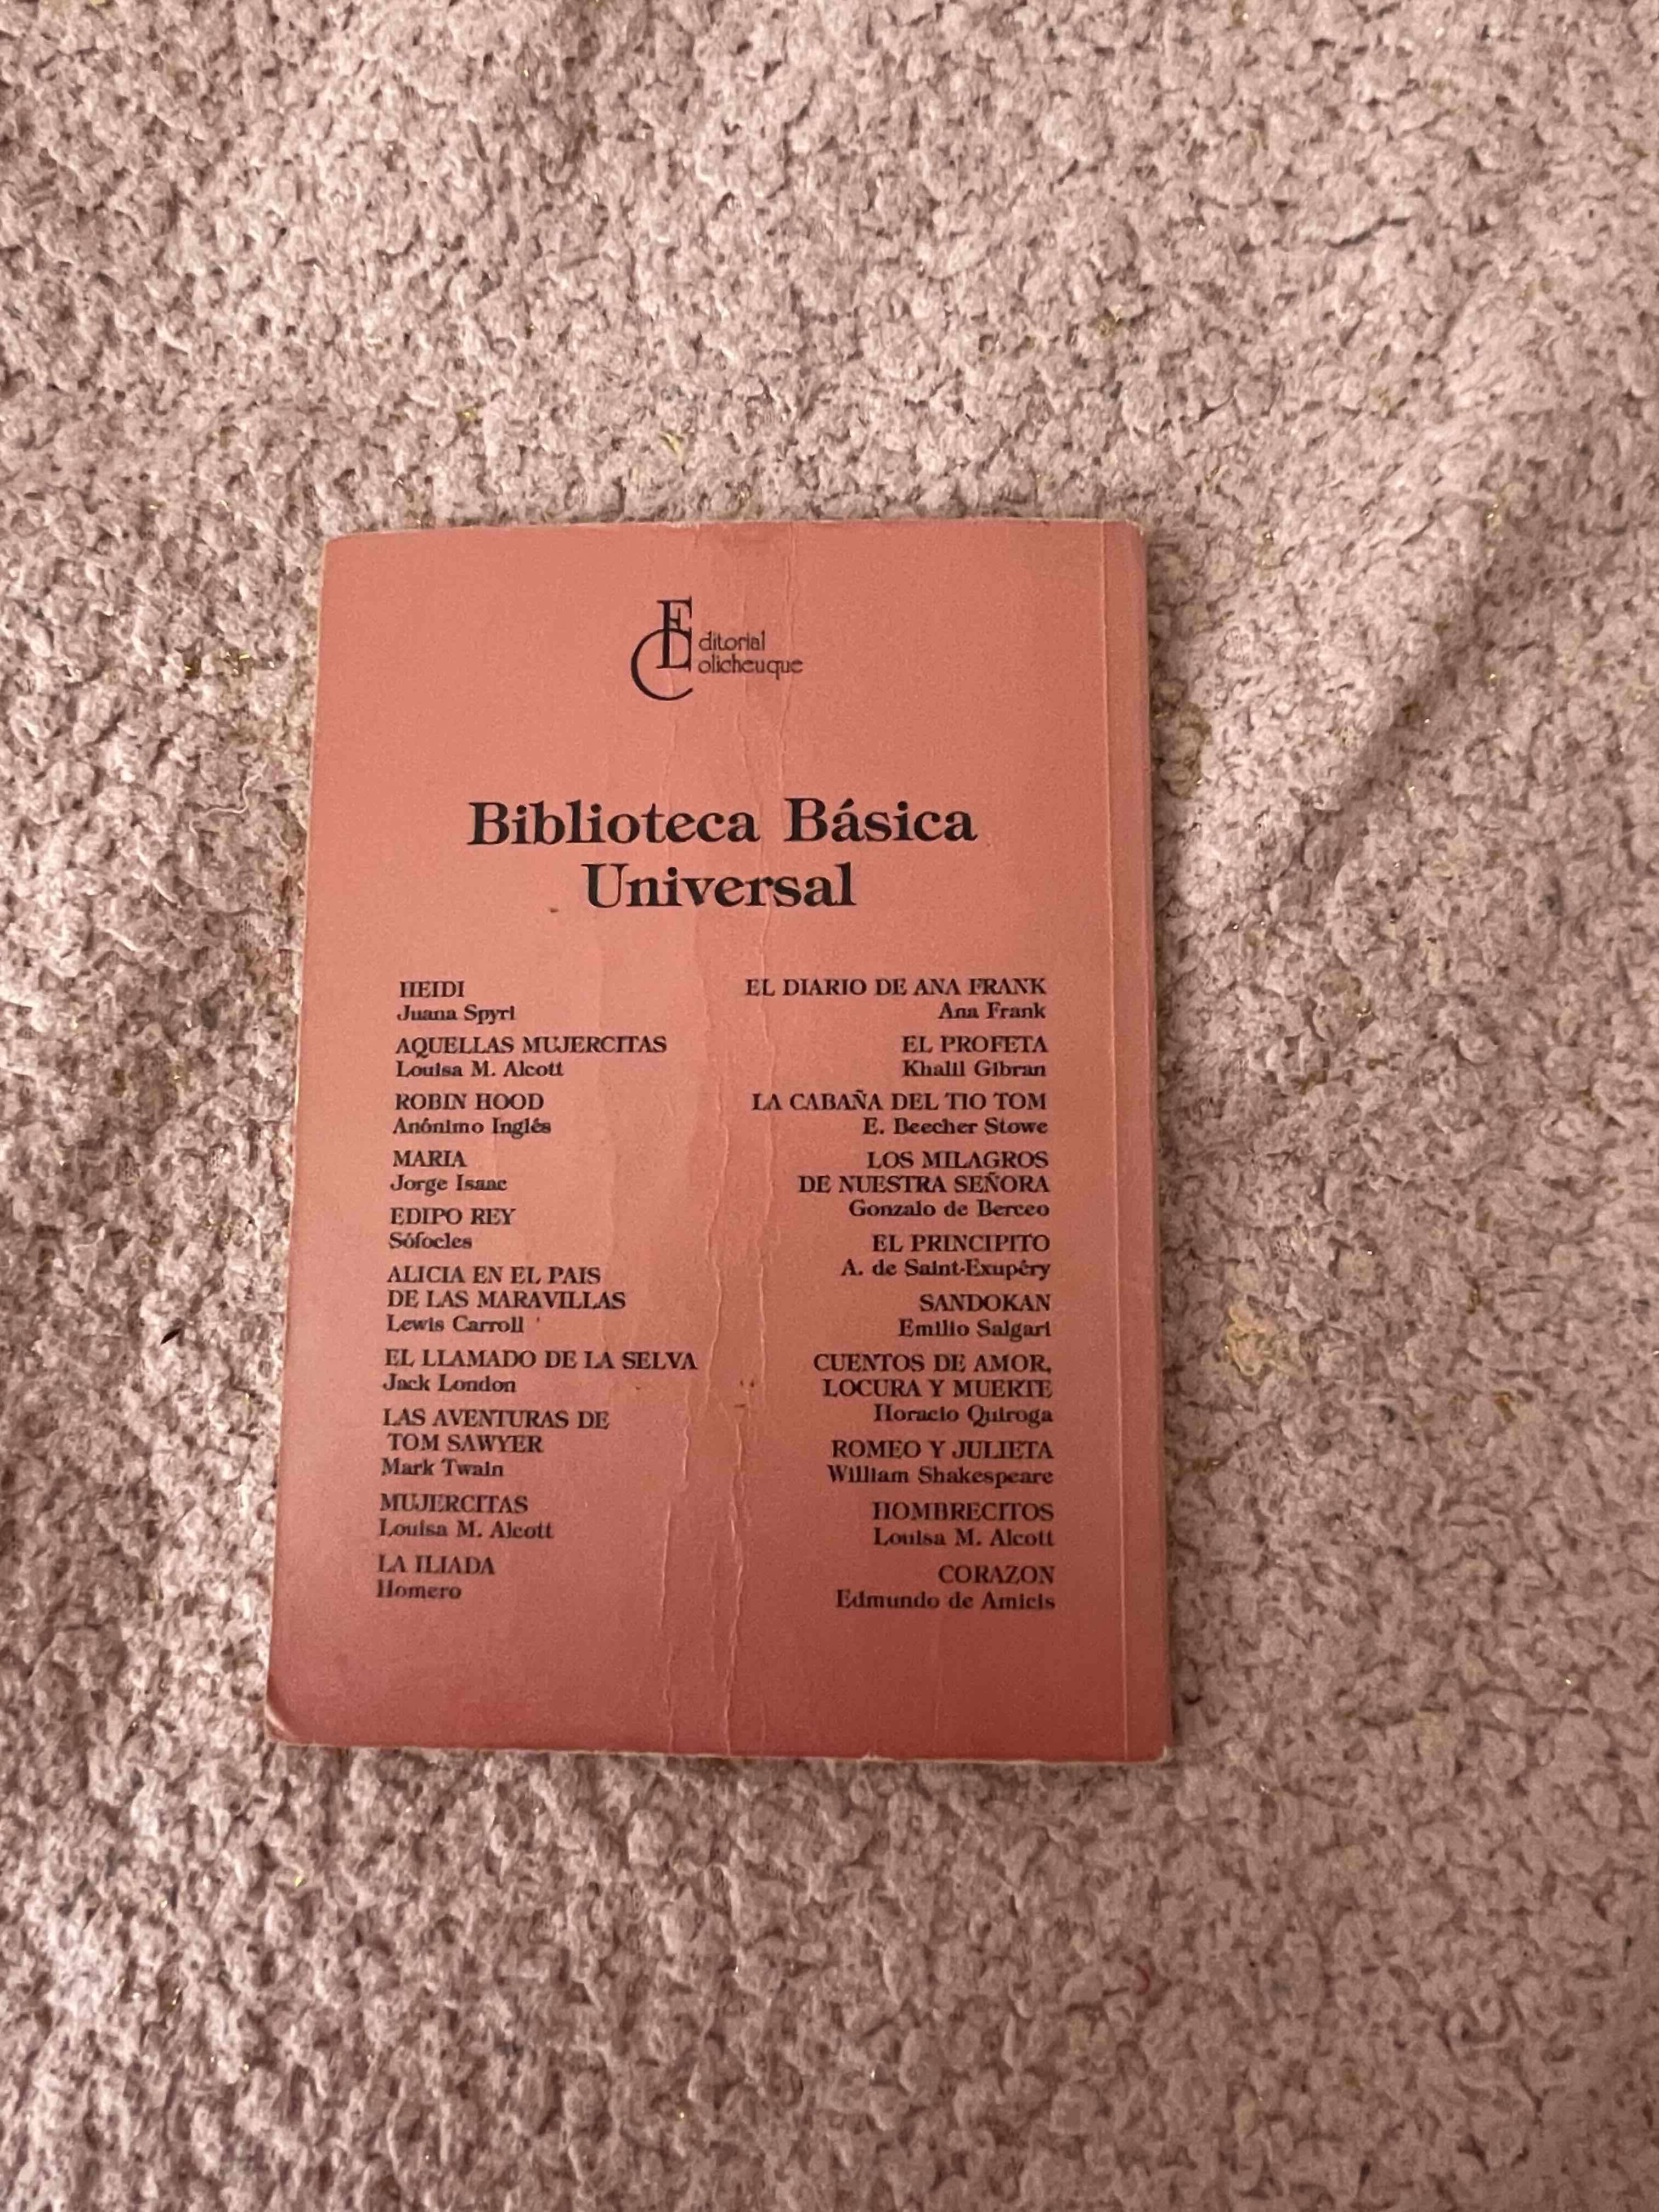 Editorial
Colicheuque
Biblioteca Básica
Universal
HEIDI
Juana Spyri
AQUELLAS MUJERCITAS
Louisa M. Alcott
ROBIN HOOD
Anónimo Inglés
MARIA
Jorge Isaac
EDIPO REY
Sófocles
ALICIA EN EL PAIS
DE LAS MARAVILLAS
Lewis Carroll
EL LLAMADO DE LA SELVA
Jack London
LAS AVENTURAS DE
TOM SAWYER
Mark Twain
MUJERCITAS
Louisa M. Alcott
LA ILIADA
Homero
EL DIARIO DE ANA FRANK
Ana Frank
EL PROFETA
Khalil Gibran
LA CABAÑA DEL TIO TOM
E. Beecher Stowe
LOS MILAGROS
DE NUESTRA SEÑORA
Gonzalo de Berceo
EL PRINCIPITO
A. de Saint-Exupéry
SANDOKAN
Emilio Salgari
CUENTOS DE AMOR,
LOCURA Y MUERTE
Horacio Quiroga
ROMEO Y JULIETA
William Shakespeare
HOMBRECITOS
Louisa M. Alcott
CORAZON
Edmundo de Amicis